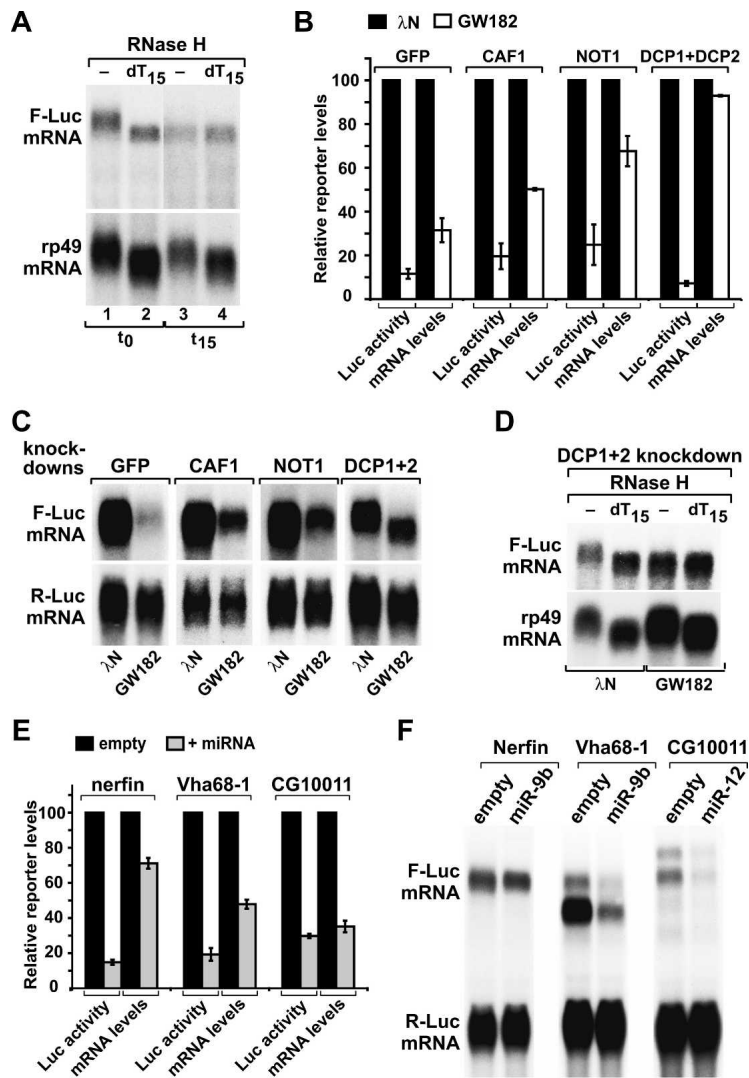 A
RNase H
– dT15 – dT15
F-Luc
mRNA
rp49
mRNA
1 2 3 4
t0 t15
B
λN GW182
GFP CAF1 NOT1 DCP1+DCP2
Relative reporter levels
100
80
60
40
20
0
Luc activity
mRNA levels
Luc activity
mRNA levels
Luc activity
mRNA levels
Luc activity
mRNA levels
C
knock-
downs
GFP CAF1 NOT1 DCP1+2
F-Luc
mRNA
R-Luc
mRNA
λN GW182 λN GW182 λN GW182 λN GW182
D
DCP1+2 knockdown
RNase H
– dT15 – dT15
F-Luc
mRNA
rp49
mRNA
λN GW182
E
empty + miRNA
nerfin Vha68-1 CG10011
Relative reporter levels
100
80
60
40
20
0
Luc activity
mRNA levels
Luc activity
mRNA levels
Luc activity
mRNA levels
F
Nerfin Vha68-1 CG10011
empty miR-9b empty miR-9b empty miR-12
F-Luc
mRNA
R-Luc
mRNA